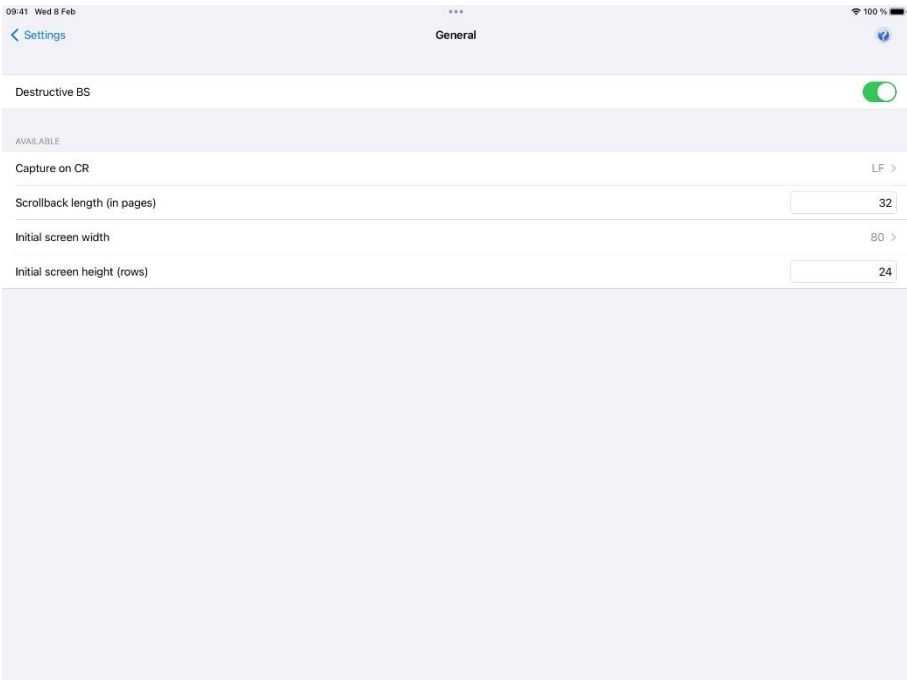 09:41 Wed 8 Feb 100 %
Settings General
Destructive BS
AVAILABLE
Capture on CR LF
Scrollback length (in pages) 32
Initial screen width 80
Initial screen height (rows) 24